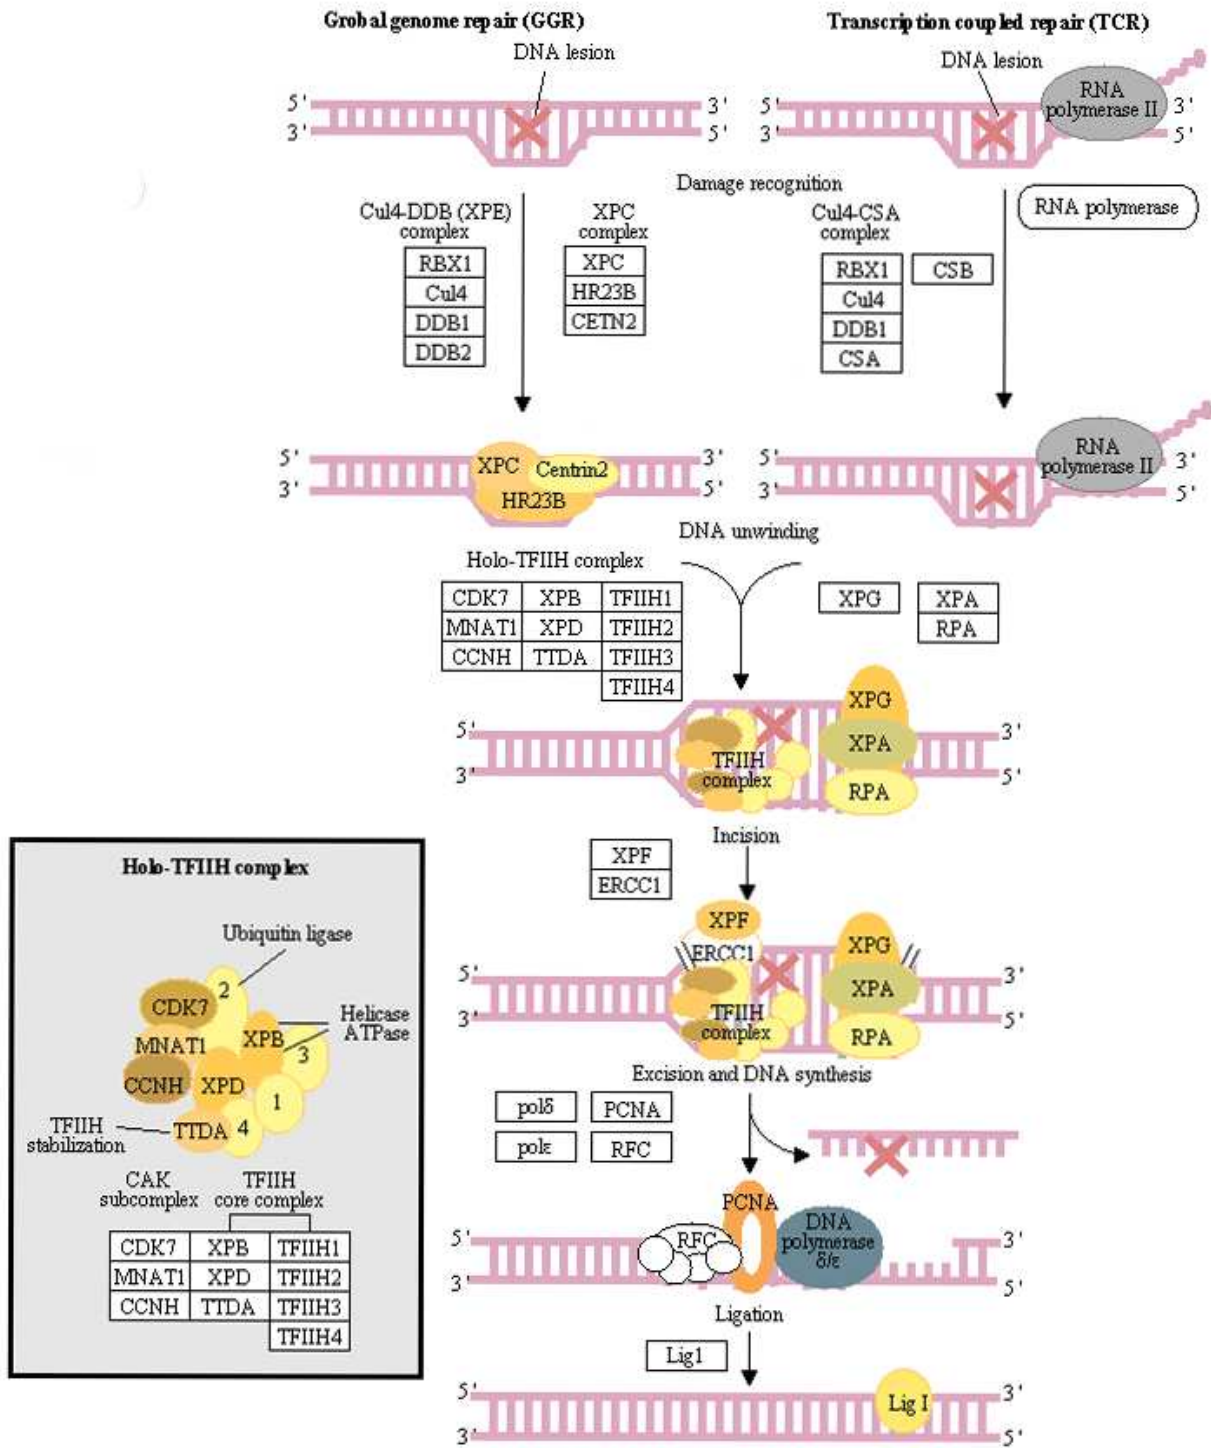 Grobal genome repair (GGR)
Transcription coupled repair (TCR)
DNA lesion
DNA lesion
RNA
polymerase II
5'
3'
5'
3'
3'
5'
3'
5'
Damage recognition
Cul4-DDB (XPE)
complex
XPC
complex
Cul4-CSA
complex
RNA polymerase
RBX1
Cul4
DDB1
DDB2
XPC
HR23B
CETN2
RBX1
Cul4
DDB1
CSA
CSB
5'
3'
5'
3'
3'
5'
3'
5'
XPC
Centrin2
HR23B
RNA
polymerase II
DNA unwinding
Holo-TFIIH complex
CDK7 XPB TFIIH1
MNAT1 XPD TFIIH2
CCNH TTDA TFIIH3
TFIIH4
XPG
XPA
RPA
5'
3'
3'
5'
TFIIH
complex
XPG
XPA
RPA
Incision
XPF
ERCC1
5'
3'
3'
5'
XPF
ERCC1
TFIIH
complex
XPG
XPA
RPA
Excision and DNA synthesis
polδ
PCNA
polε
RFC
5'
3'
3'
5'
RFC
PCNA
DNA
polymerase
δ/ε
Ligation
Lig1
5'
3'
3'
5'
Lig I
Holo-TFIIH complex
Ubiquitin ligase
Helicase
ATPase
CDK7
2
MNAT1
XPB
3
CCNH
XPD
1
TTDA
4
TFIIH
stabilization
CAK
subcomplex
TFIIH
core complex
CDK7 XPB TFIIH1
MNAT1 XPD TFIIH2
CCNH TTDA TFIIH3
TFIIH4